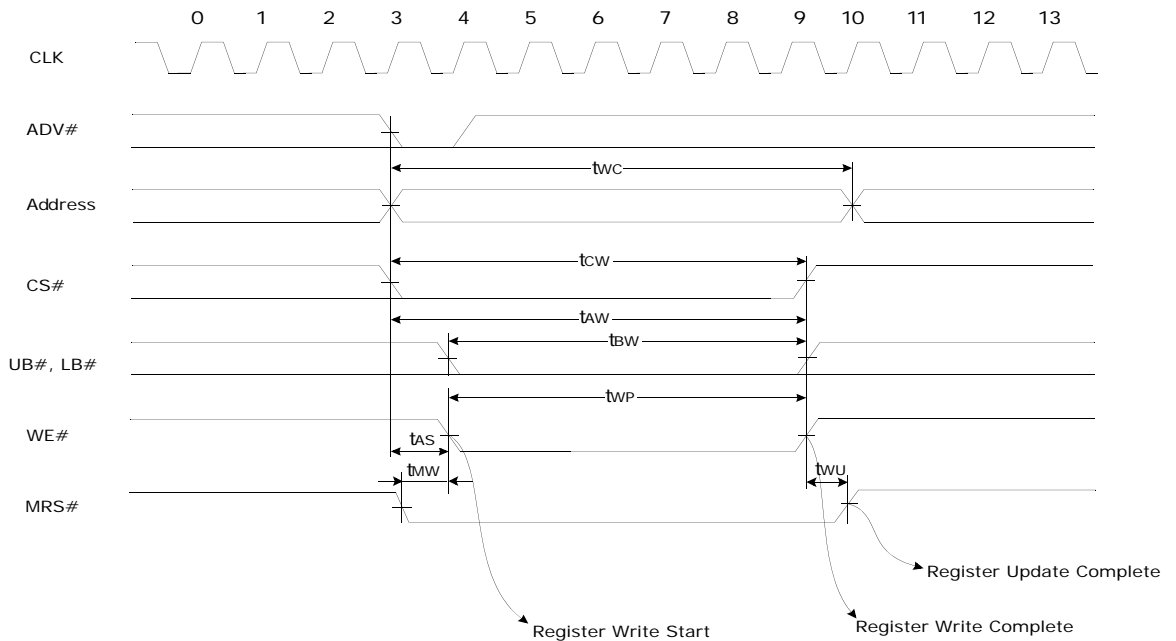 0 1 2 3 4 5 6 7 8 9 10 11 12 13
CLK
ADV#
tWC
Address
tCW
CS#
tAW
tBW
UB#, LB#
tWP
WE#
tAS
tMW
tWU
MRS#
Register Update Complete
Register Write Start
Register Write Complete